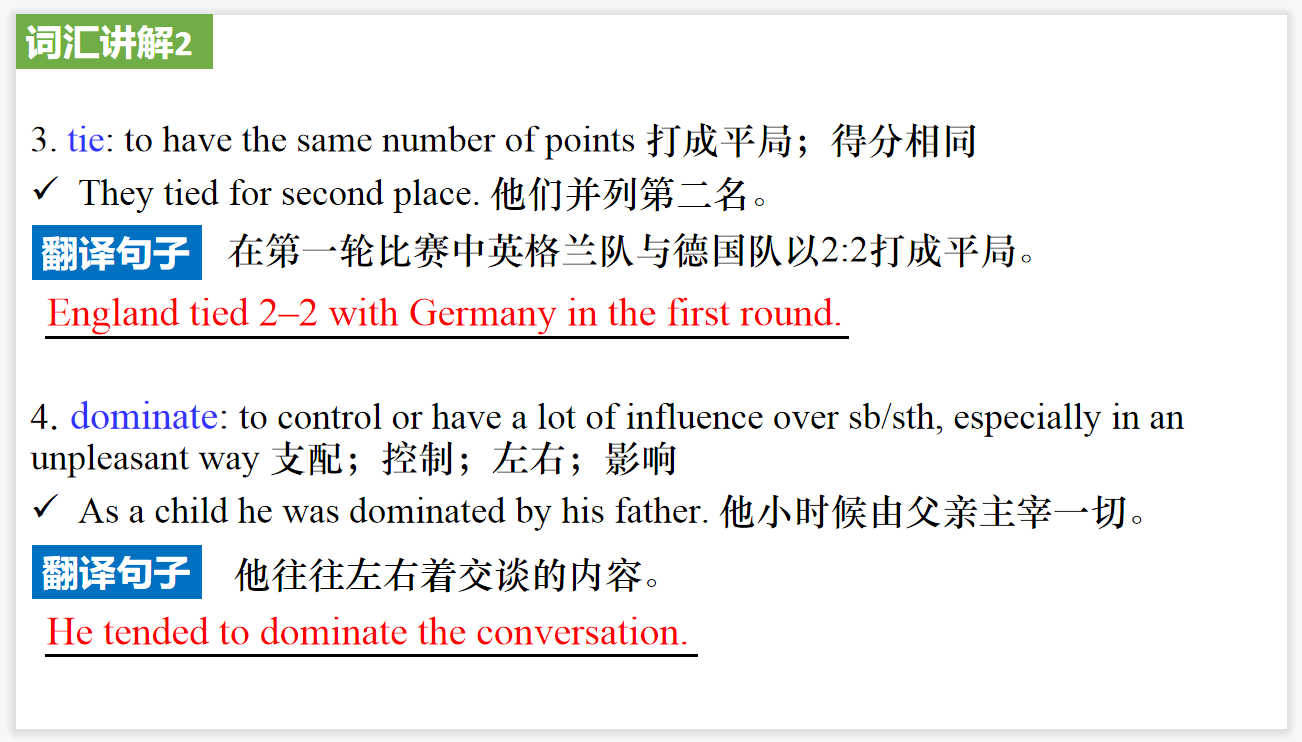 词汇讲解2
3. tie: to have the same number of points 打成平局；得分相同
✓ They tied for second place. 他们并列第二名。
翻译句子 在第一轮比赛中英格兰队与德国队以2:2打成平局。
England tied 2–2 with Germany in the first round.
4. dominate: to control or have a lot of influence over sb/sth, especially in an
unpleasant way 支配；控制；左右；影响
✓ As a child he was dominated by his father. 他小时候由父亲主宰一切。
翻译句子 他往往左右着交谈的内容。
He tended to dominate the conversation.